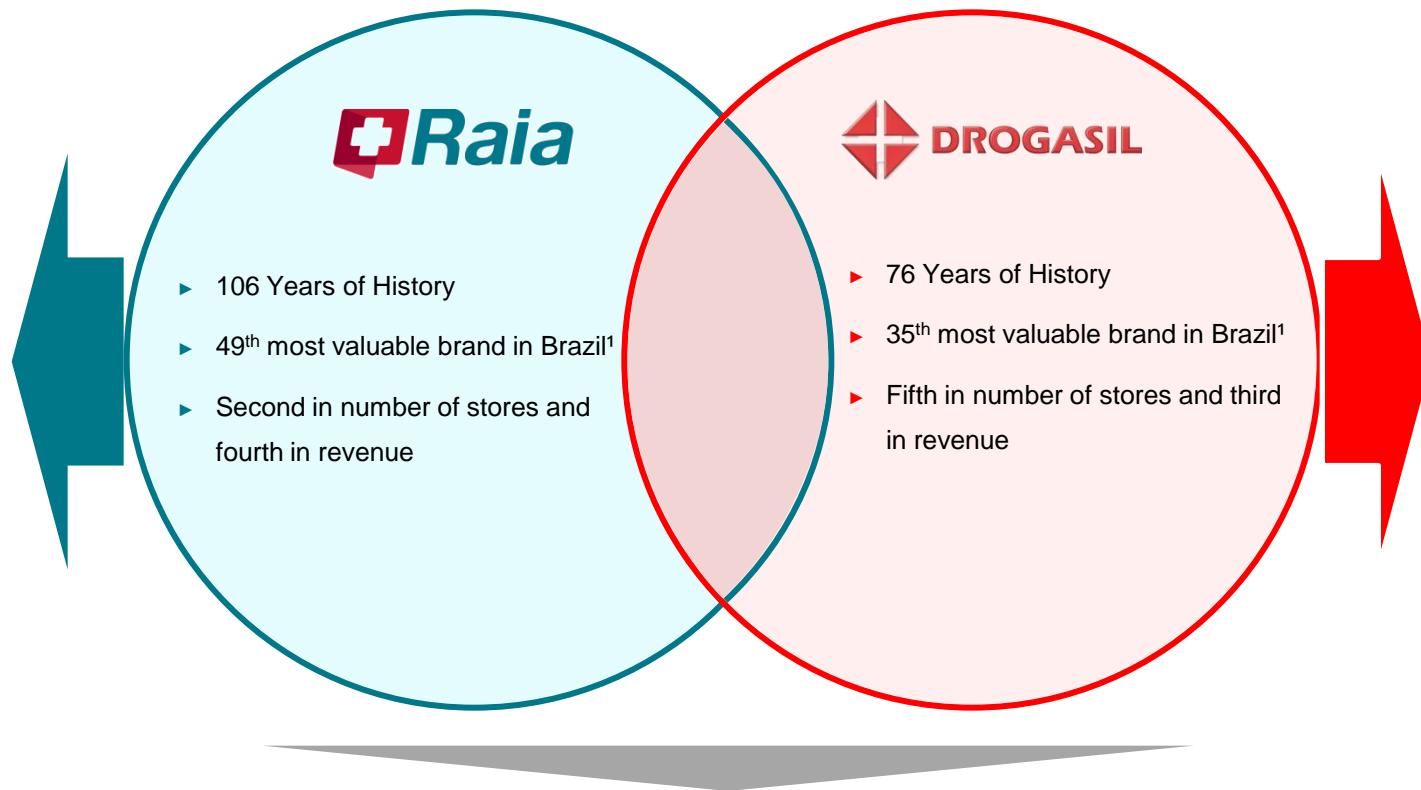 Raia
DROGASIL
► 106 Years of History
► 49th most valuable brand in Brazil¹
► Second in number of stores and
fourth in revenue
► 76 Years of History
► 35th most valuable brand in Brazil¹
► Fifth in number of stores and third
in revenue